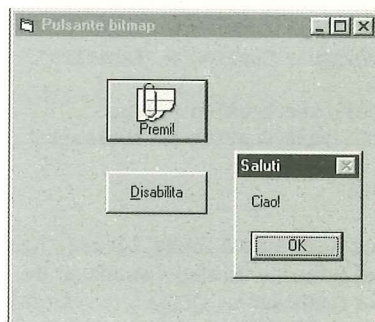 Pulsante bitmap
Premi!
Disabilita
Saluti
Ciao!
OK